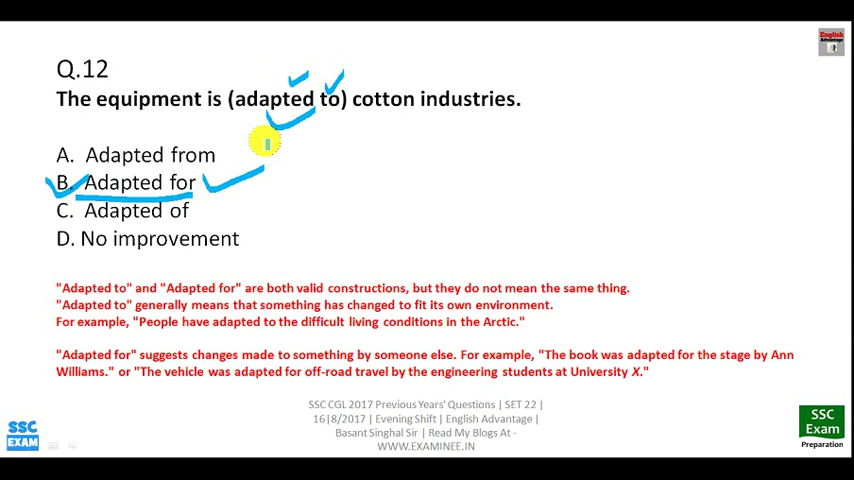 English
Advantage
Q.12
The equipment is (adapted to) cotton industries.
A. Adapted from
B. Adapted for
C. Adapted of
D. No improvement
"Adapted to" and "Adapted for" are both valid constructions, but they do not mean the same thing.
"Adapted to" generally means that something has changed to fit its own environment.
For example, "People have adapted to the difficult living conditions in the Arctic."
"Adapted for" suggests changes made to something by someone else. For example, "The book was adapted for the stage by Ann
Williams." or "The vehicle was adapted for off-road travel by the engineering students at University X."
SSC CGL 2017 Previous Years' Questions | SET 22 |
16|8/2017 | Evening Shift | English Advantage |
Basant Singhal Sir | Read My Blogs At -
WWW.EXAMINEE.IN
SSC
EXAM
SSC
Exam
Preparation